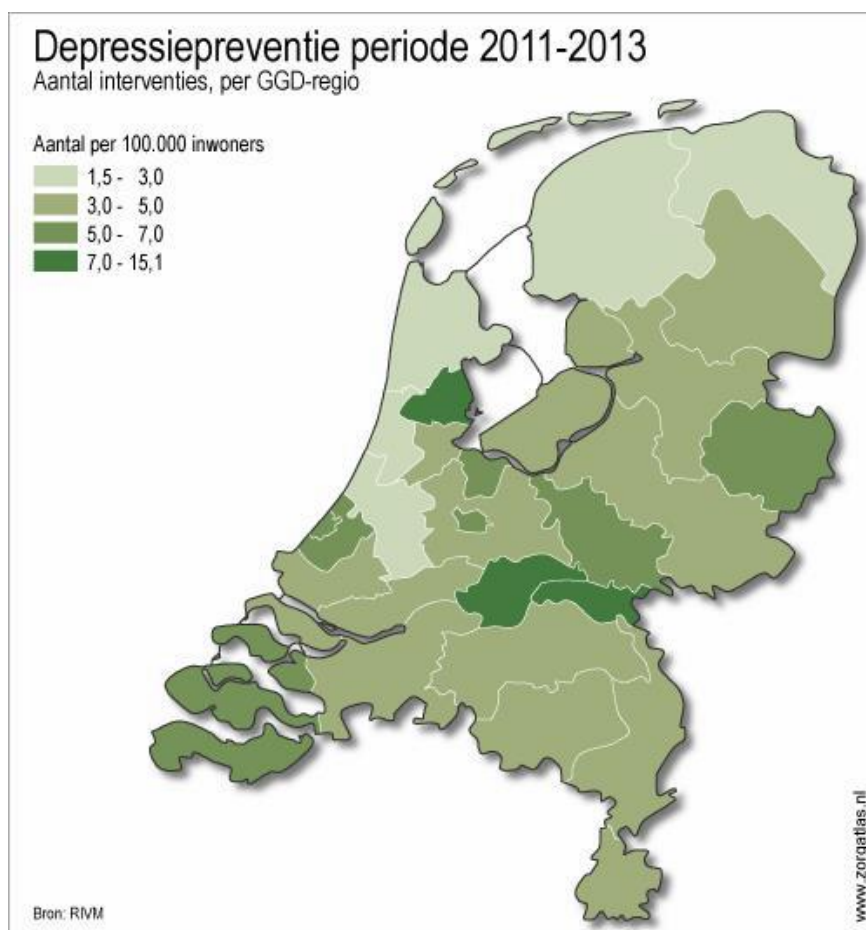 Depressiepreventie periode 2011-2013
Aantal interventies, per GGD-regio
Aantal per 100.000 inwoners
1,5 - 3,0
3,0 - 5,0
5,0 - 7,0
7,0 - 15,1
Bron: RIVM
www.zorgatlas.nl